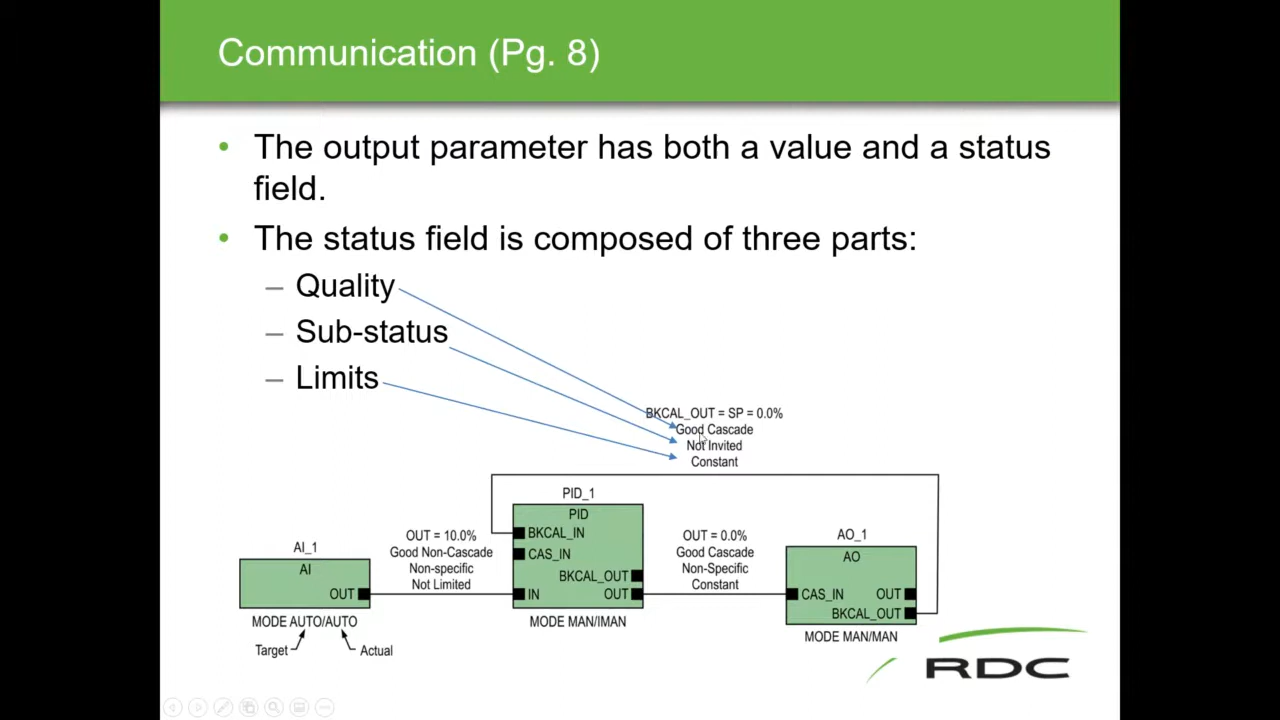 Communication (Pg. 8)
• The output parameter has both a value and a status
field.
• The status field is composed of three parts:
– Quality
– Sub-status
– Limits
BKCAL_OUT = SP = 0.0%
Good Cascade
Not Invited
Constant
AI_1
AI
OUT
MODE AUTO/AUTO
Target
Actual
OUT = 10.0%
Good Non-Cascade
Non-specific
Not Limited
PID_1
PID
BKCAL_IN
CAS_IN
BKCAL_OUT
IN OUT
MODE MAN/IMAN
OUT = 0.0%
Good Cascade
Non-Specific
Constant
AO_1
AO
CAS_IN OUT
BKCAL_OUT
MODE MAN/MAN
RDC